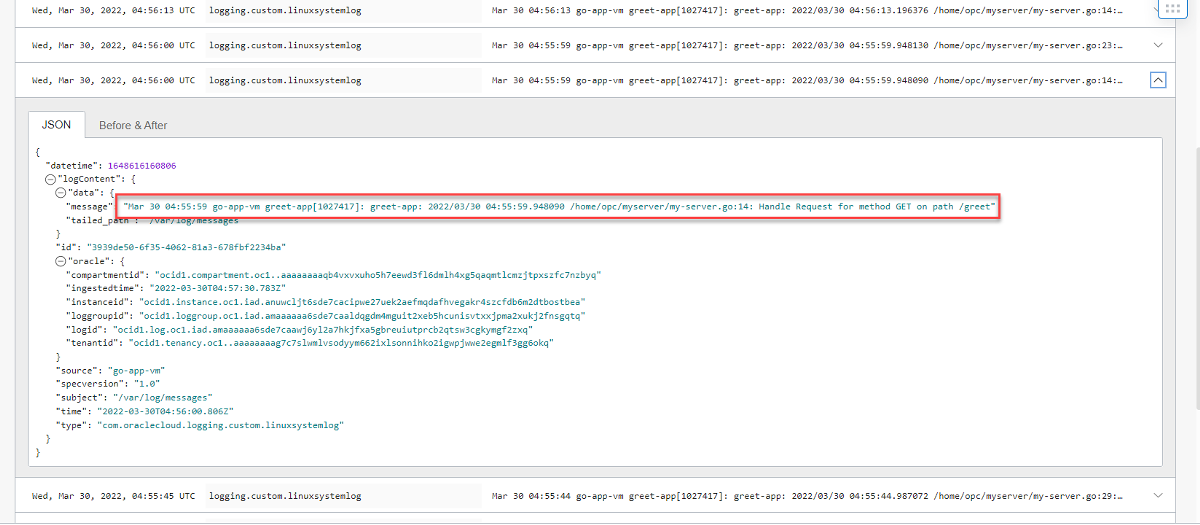 Wed, Mar 30, 2022, 04:56:13 UTC logging.custom.linuxsystemlog Mar 30 04:56:13 go-app-vm greet-app[1027417]: greet-app: 2022/03/30 04:56:13.196376 /home/opc/myserver/my-server.go:14:…
Wed, Mar 30, 2022, 04:56:00 UTC logging.custom.linuxsystemlog Mar 30 04:55:59 go-app-vm greet-app[1027417]: greet-app: 2022/03/30 04:55:59.948130 /home/opc/myserver/my-server.go:23:…
Wed, Mar 30, 2022, 04:56:00 UTC logging.custom.linuxsystemlog Mar 30 04:55:59 go-app-vm greet-app[1027417]: greet-app: 2022/03/30 04:55:59.948090 /home/opc/myserver/my-server.go:14:…
JSON Before & After
{
"datetime": 1648616160806
"logContent": {
"data": {
"message" "Mar 30 04:55:59 go-app-vm greet-app[1027417]: greet-app: 2022/03/30 04:55:59.948090 /home/opc/myserver/my-server.go:14: Handle Request for method GET on path /greet"
"tailed_path": "/var/log/messages"
}
"id": "3939de50-6f35-4062-81a3-678fbf2234ba"
"oracle": {
"compartmentid": "ocid1.compartment.oc1..aaaaaaaaqb4vxvxuho5h7eewd3fl6dmlh4xg5qaqmtlcmzjtpxszfc7nzbyq"
"ingestedtime": "2022-03-30T04:57:30.783Z"
"instanceid": "ocid1.instance.oc1.iad.anuwcljt6sde7cacipwe27uek2aefmqdafhvegakr4szcfdb6m2dtbostbea"
"loggroupid": "ocid1.loggroup.oc1.iad.amaaaaaa6sde7caaldqgdm4mguit2xeb5hcunisvtxxjpma2xukj2fnsgqtq"
"logid": "ocid1.log.oc1.iad.amaaaaaa6sde7caawj6yl2a7hkjfxa5gbreuiutprcb2qtsw3cgkymgf2zxq"
"tenantid": "ocid1.tenancy.oc1..aaaaaaaag7c7slwmlvsodyym662ixlsonnihko2igwpjwwe2egmlf3gg6okq"
}
"source": "go-app-vm"
"specversion": "1.0"
"subject": "/var/log/messages"
"time": "2022-03-30T04:56:00.806Z"
"type": "com.oraclecloud.logging.custom.linuxsystemlog"
}
}
Wed, Mar 30, 2022, 04:55:45 UTC logging.custom.linuxsystemlog Mar 30 04:55:44 go-app-vm greet-app[1027417]: greet-app: 2022/03/30 04:55:44.987072 /home/opc/myserver/my-server.go:29:…